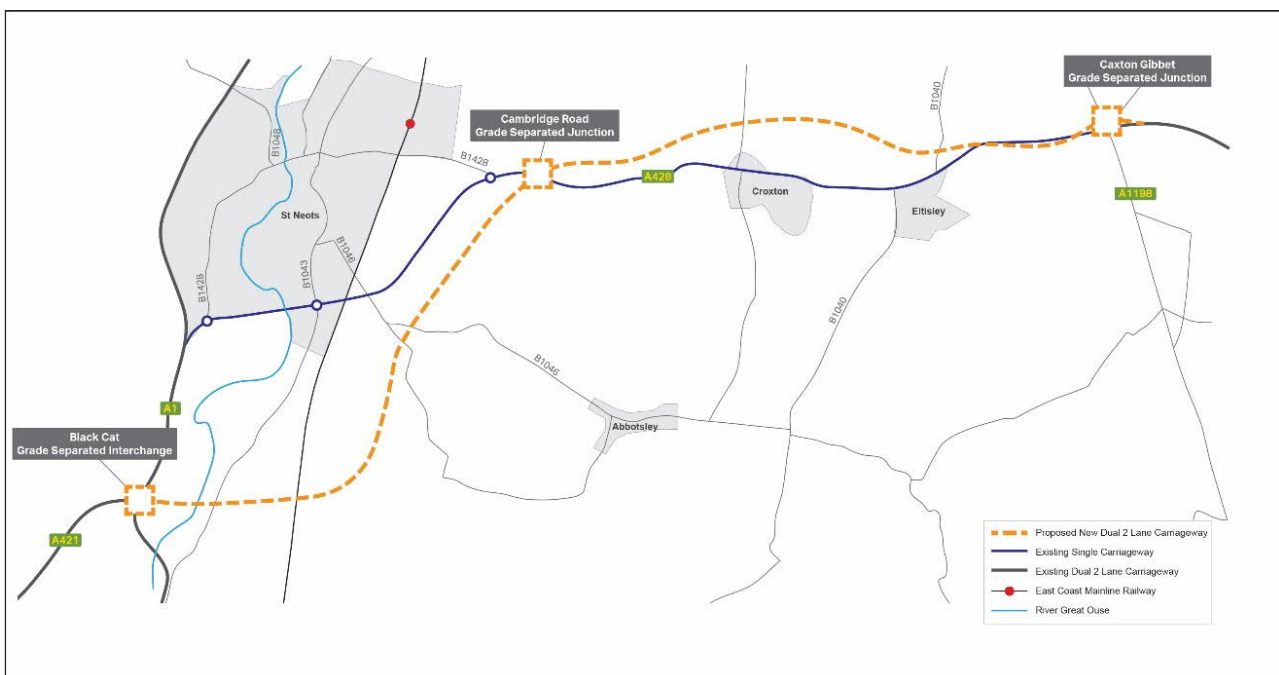 Caxton Gibbet
Grade Separated Junction
Cambridge Road
Grade Separated Junction
B1040
B1048
B1428
A428
Croxton
Eltisley
A1198
St Neots
B1046
B1043
B1428
B1040
B1046
A1
Abbotsley
Black Cat
Grade Separated Interchange
A421
Proposed New Dual 2 Lane Carriageway
Existing Single Carriageway
Existing Dual 2 Lane Carriageway
East Coast Mainline Railway
River Great Ouse